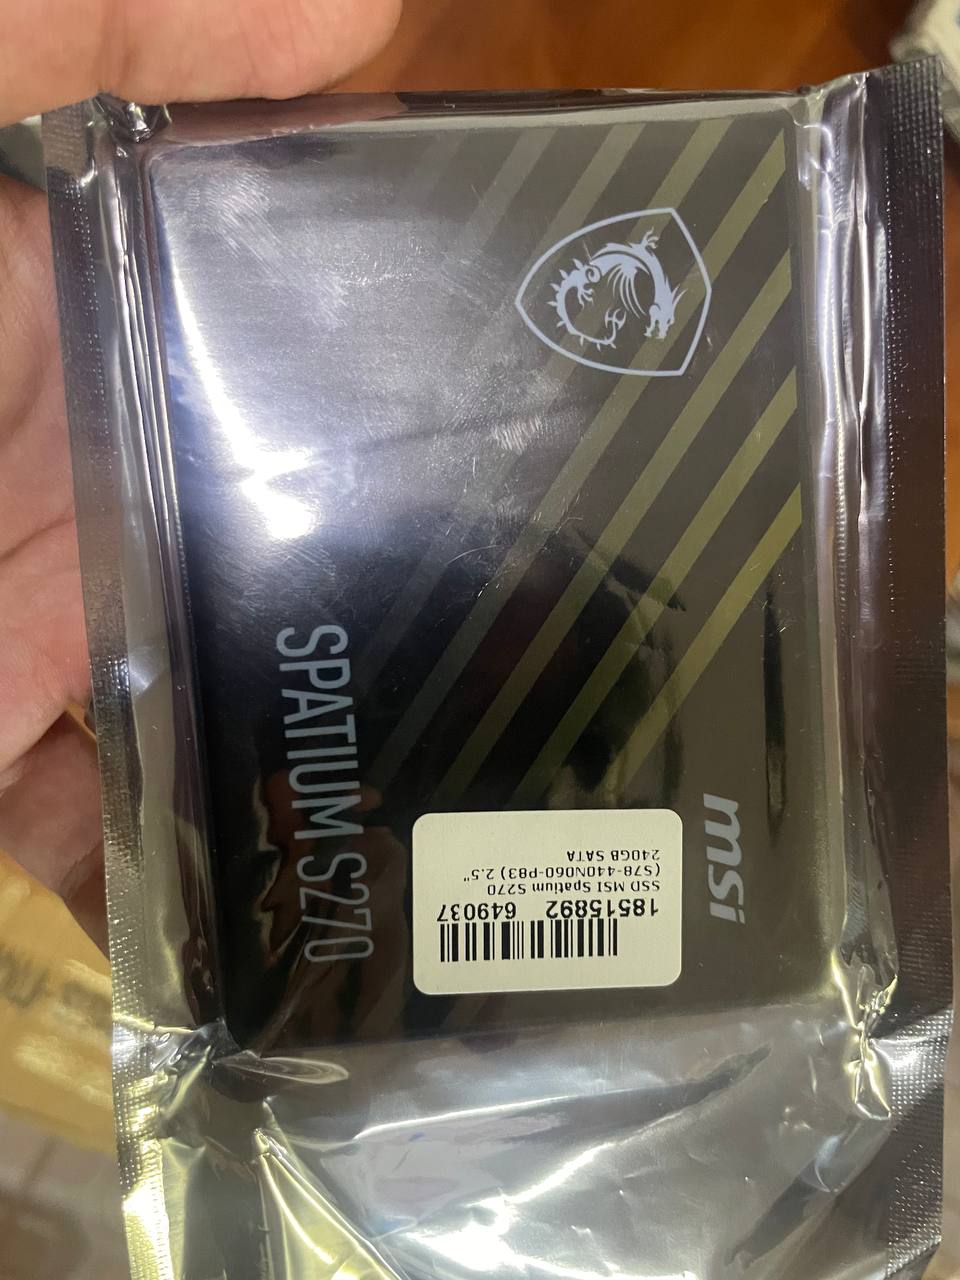 SPATIUM S270
msi
18515892 649037
SSD MSI Spatium S270
(S78-440N060-P83) 2.5"
240GB SATA